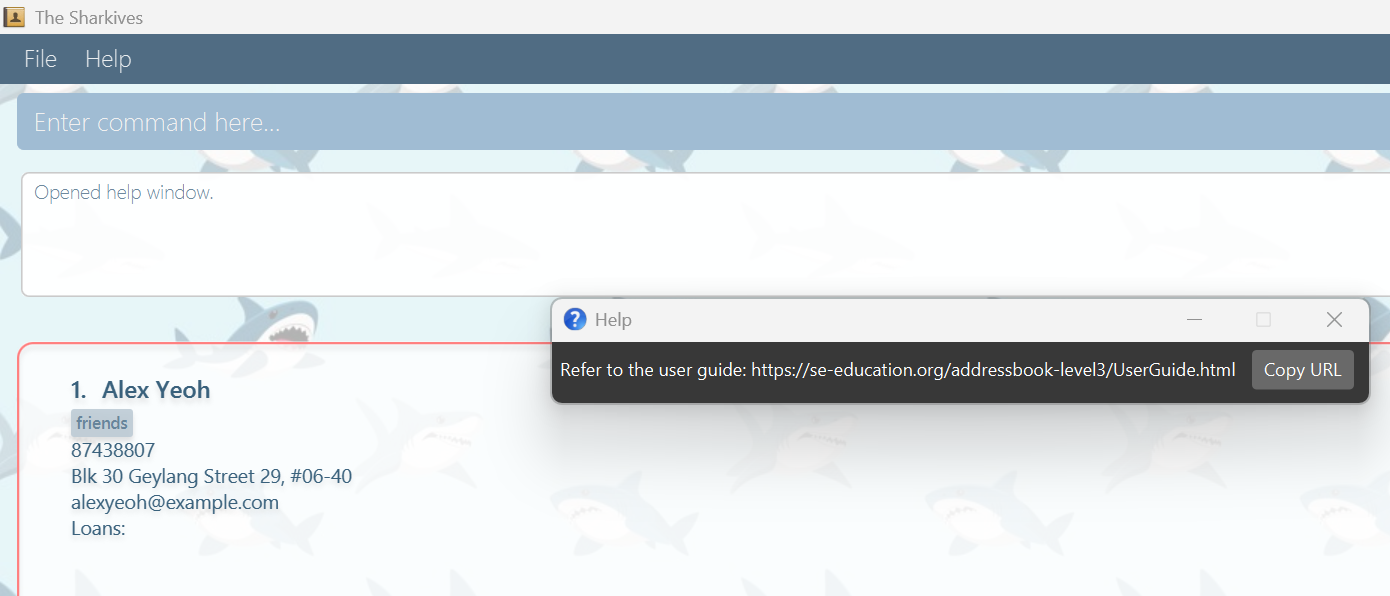 The Sharkives
File Help
Enter command here...
Opened help window.
Help
Refer to the user guide: https://se-education.org/addressbook-level3/UserGuide.html Copy URL
1. Alex Yeoh
friends
87438807
Blk 30 Geylang Street 29, #06-40
alexyeoh@example.com
Loans: